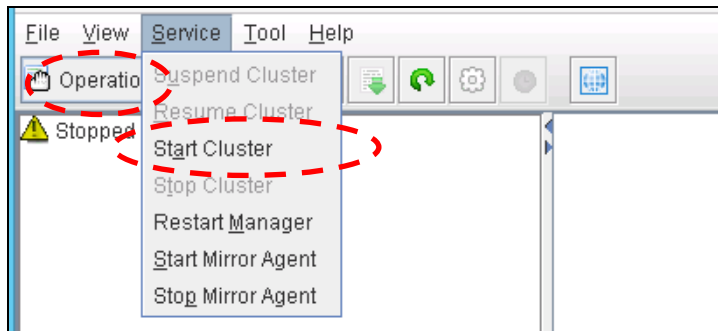 File View Service Tool Help
Operatio
Suspend Cluster
Resume Cluster
Stopped
Start Cluster
Stop Cluster
Restart Manager
Start Mirror Agent
Stop Mirror Agent